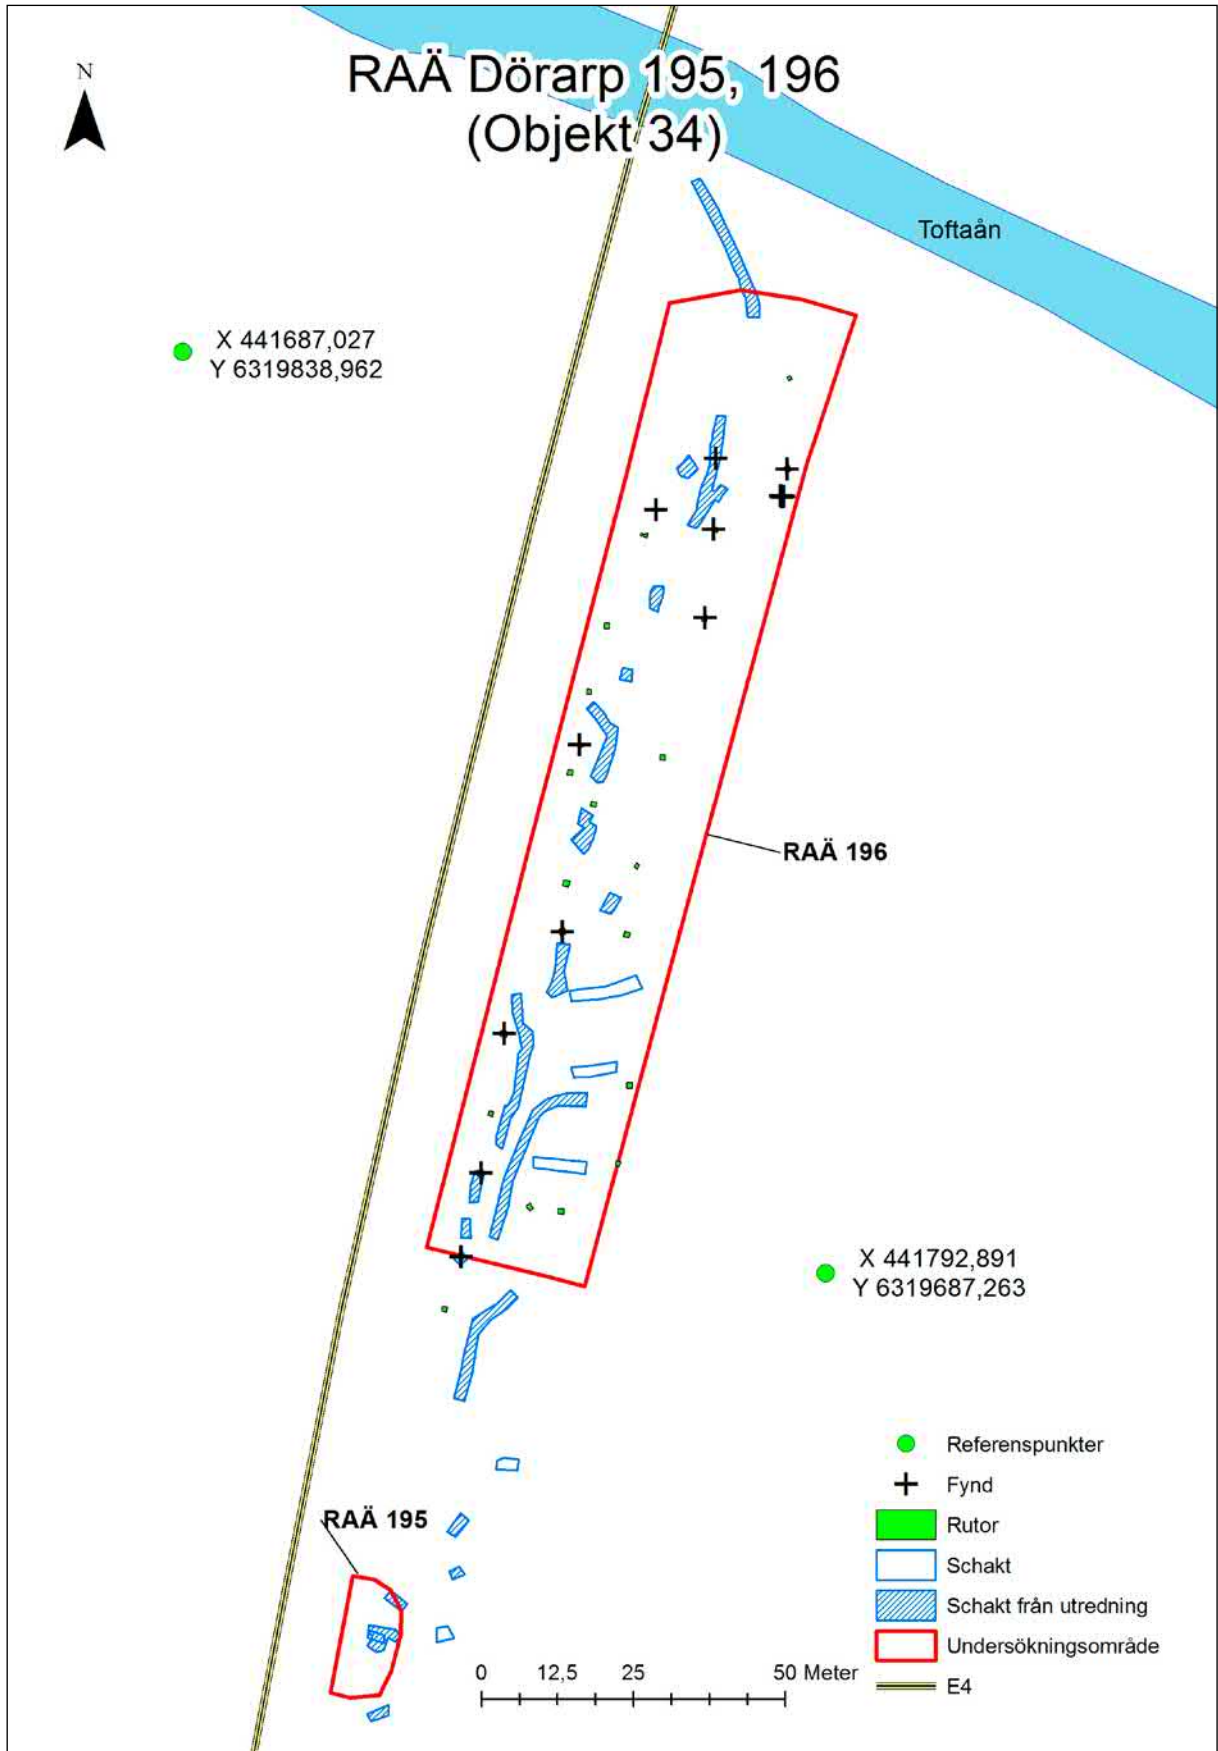 N
RAÄ Dörarp 195, 196
(Objekt 34)
Toftaån
X 441687,027
Y 6319838,962
RAÄ 196
X 441792,891
Y 6319687,263
RAÄ 195
Referenspunkter
Fynd
Rutor
Schakt
Schakt från utredning
Undersökningsområde
E4
0 12,5 25 50 Meter